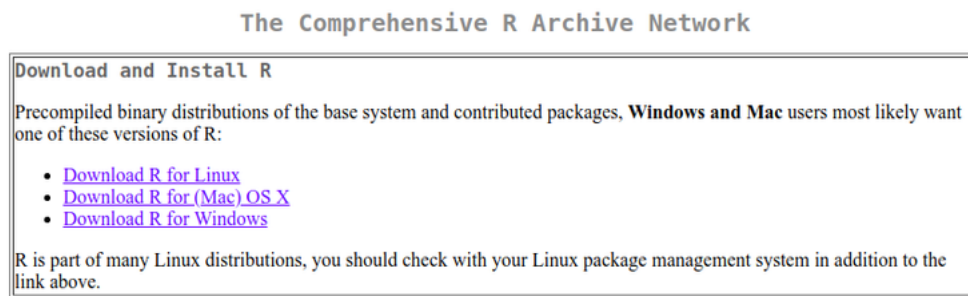 The Comprehensive R Archive Network
Download and Install R
Precompiled binary distributions of the base system and contributed packages, Windows and Mac users most likely want
one of these versions of R:
• Download R for Linux
• Download R for (Mac) OS X
• Download R for Windows
R is part of many Linux distributions, you should check with your Linux package management system in addition to the
link above.